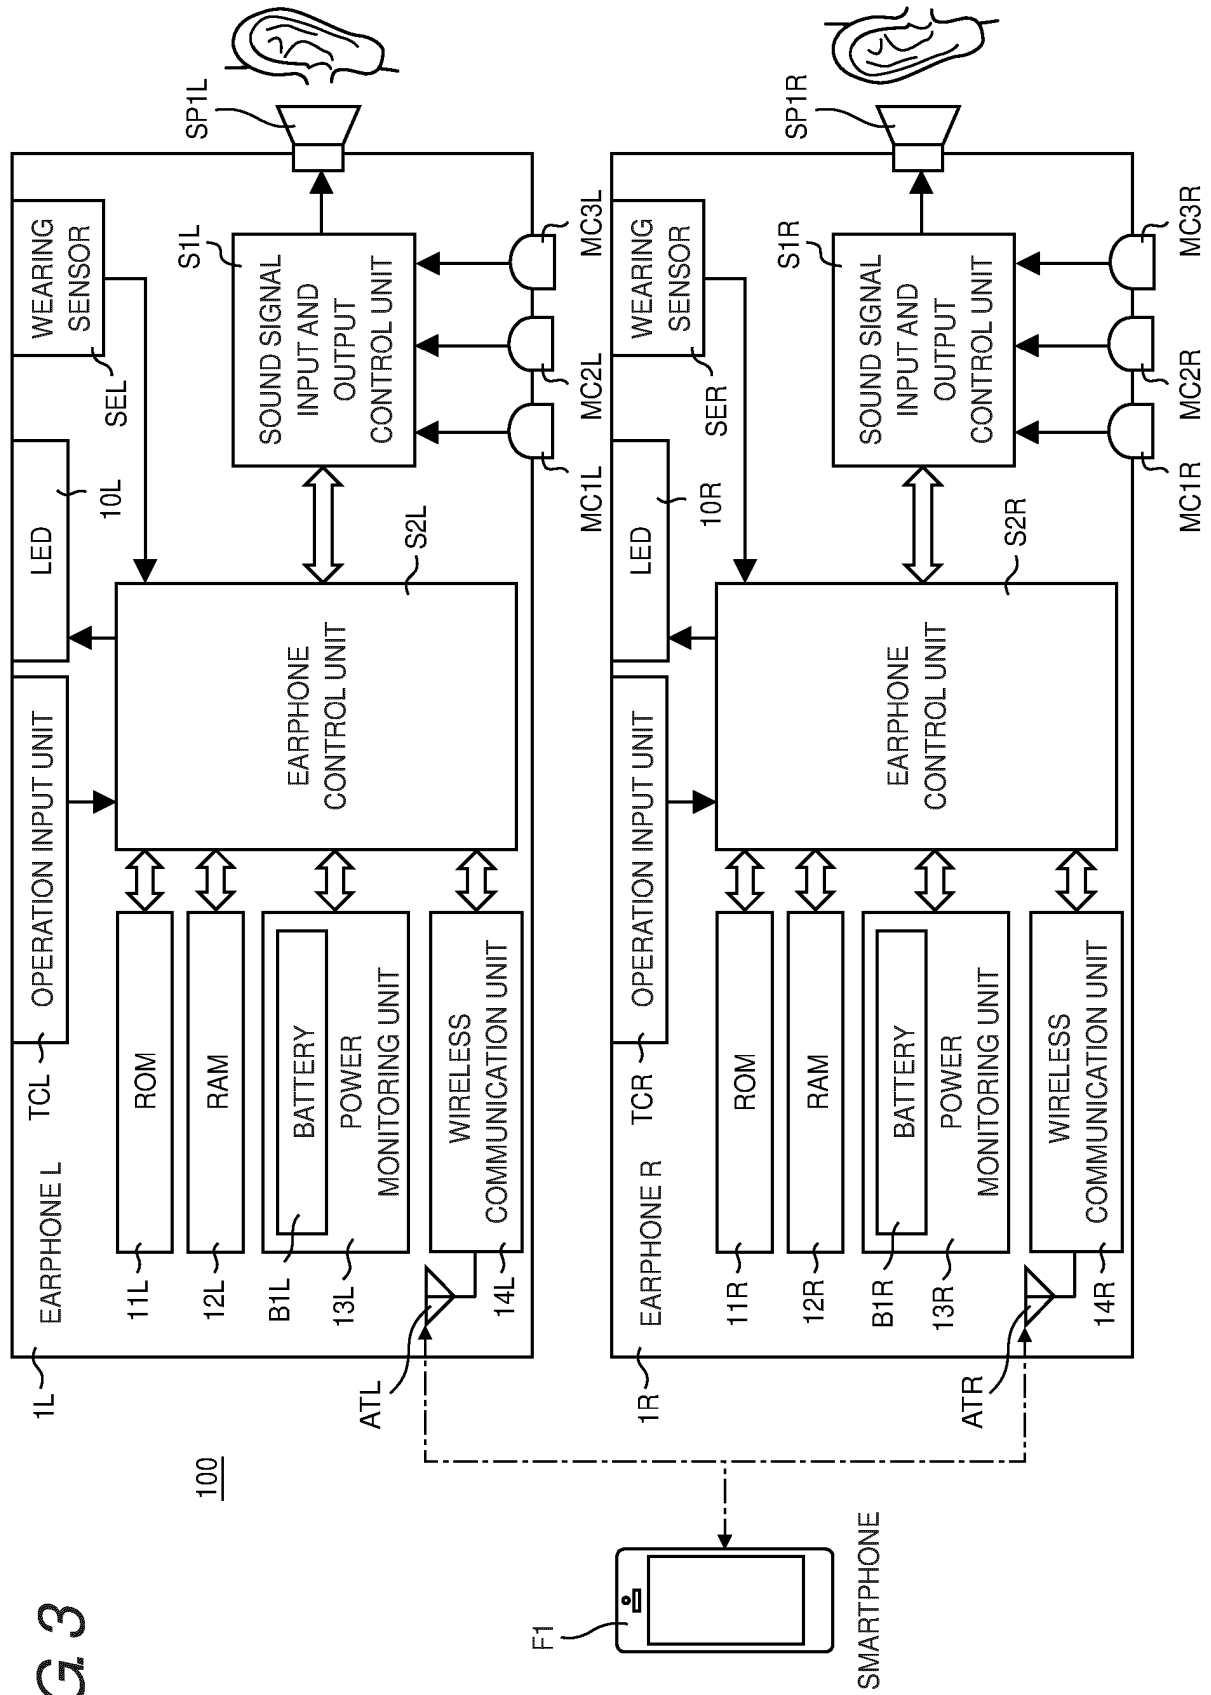 G. 3
100
SMARTPHONE
F1
1L
EARPHONE L
TCL
OPERATION INPUT UNIT
LED
10L
WEARING
SENSOR
SEL
11L
ROM
12L
RAM
B1L
BATTERY
13L
POWER
MONITORING UNIT
14L
WIRELESS
COMMUNICATION UNIT
ATL
EARPHONE
CONTROL UNIT
S2L
S1L
SOUND SIGNAL
INPUT AND
OUTPUT
CONTROL UNIT
SP1L
MC1L
MC2L
MC3L
1R
EARPHONE R
TCR
OPERATION INPUT UNIT
LED
10R
WEARING
SENSOR
SER
11R
ROM
12R
RAM
B1R
BATTERY
13R
POWER
MONITORING UNIT
14R
WIRELESS
COMMUNICATION UNIT
ATR
EARPHONE
CONTROL UNIT
S2R
S1R
SOUND SIGNAL
INPUT AND
OUTPUT
CONTROL UNIT
SP1R
MC1R
MC2R
MC3R